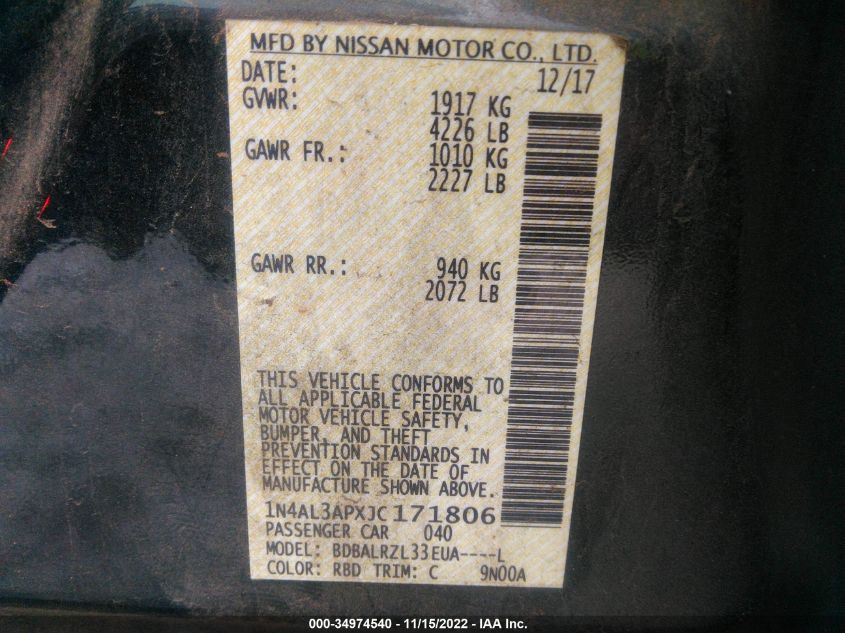 MFD BY NISSAN MOTOR CO., LTD.
DATE: 12/17
GVWR: 1917 KG
4226 LB
GAWR FR.: 1010 KG
2227 LB
GAWR RR.: 940 KG
2072 LB
THIS VEHICLE CONFORMS TO
ALL APPLICABLE FEDERAL
MOTOR VEHICLE SAFETY,
BUMPER, AND THEFT
PREVENTION STANDARDS IN
EFFECT ON THE DATE OF
MANUFACTURE SHOWN ABOVE.
1N4AL3APXJC171806
PASSENGER CAR 040
MODEL: BDBALRZL33EUA----L
COLOR: RBD TRIM: C 9N00A
000-34974540 - 11/15/2022 - IAA Inc.